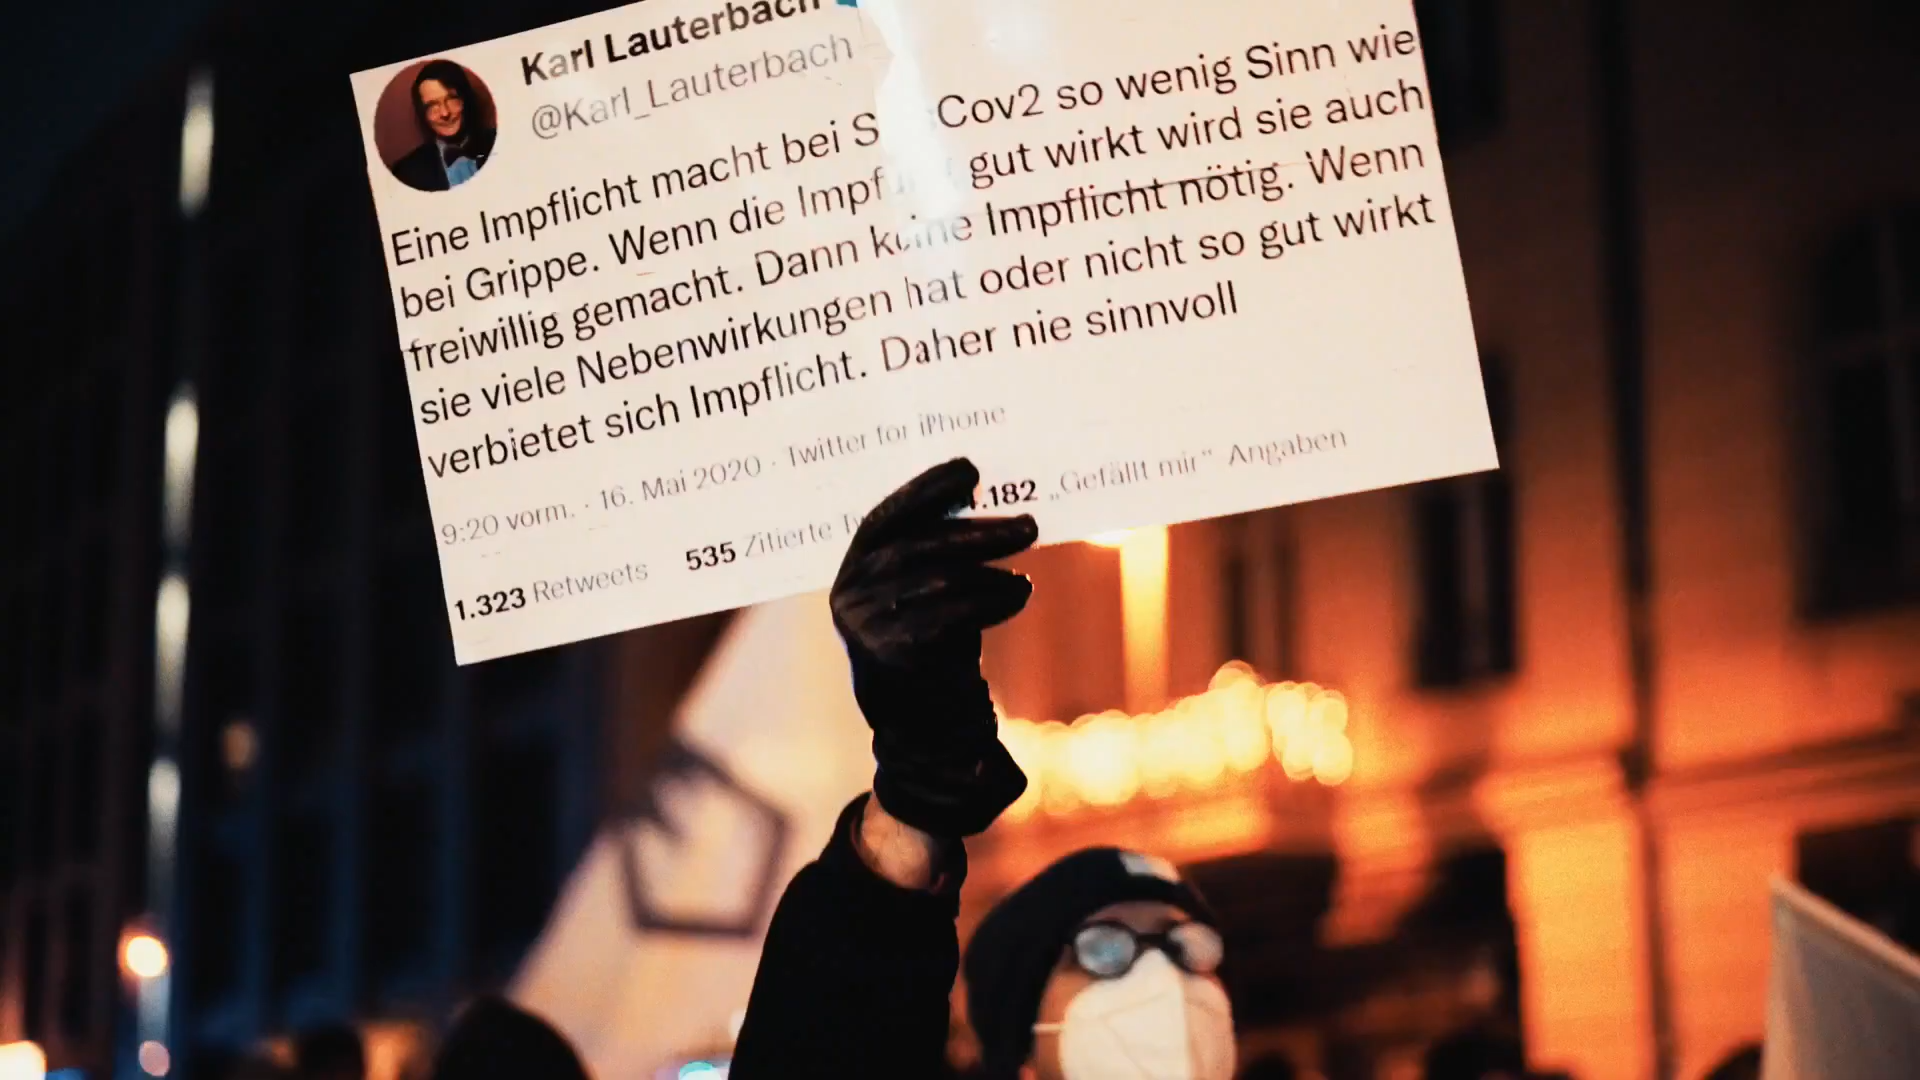 Karl Lauterbach
@Karl_Lauterbach
Eine Impflicht macht bei S Cov2 so wenig Sinn wie
bei Grippe. Wenn die Impf gut wirkt wird sie auch
freiwillig gemacht. Dann keine Impflicht nötig. Wenn
sie viele Nebenwirkungen hat oder nicht so gut wirkt
verbietet sich Impflicht. Daher nie sinnvoll
9:20 vorm. · 16. Mai 2020 · Twitter for iPhone
1.323 Retweets 535 Zitierte .182 „Gefällt mir“ Angaben